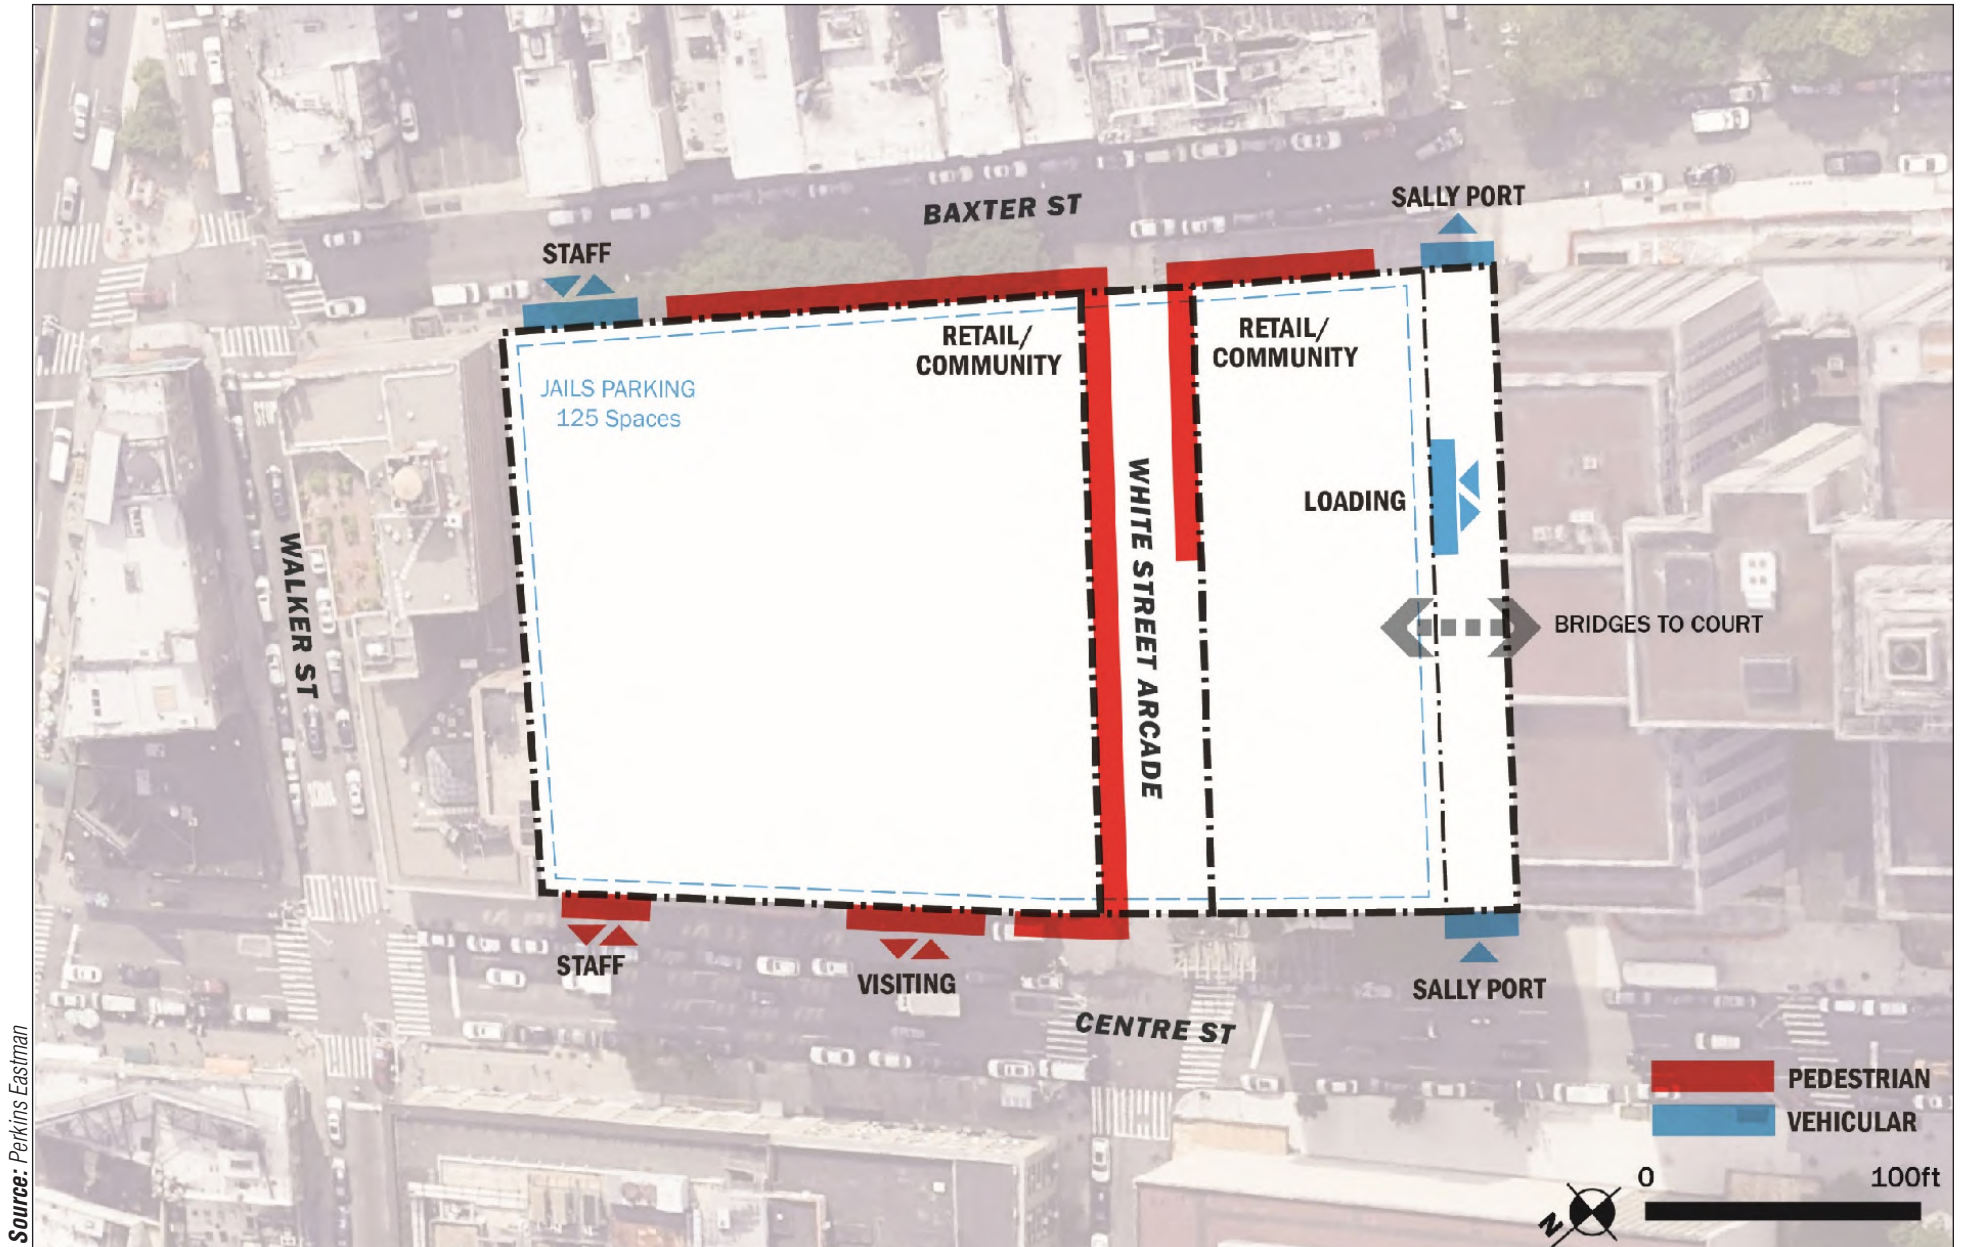 BAXTER ST
SALLY PORT
STAFF
RETAIL/
COMMUNITY
RETAIL/
COMMUNITY
JAILS PARKING
125 Spaces
WHITE STREET ARCADE
LOADING
WALKER ST
BRIDGES TO COURT
STAFF
VISITING
SALLY PORT
CENTRE ST
PEDESTRIAN
VEHICULAR
0 100ft
N
Source: Perkins Eastman